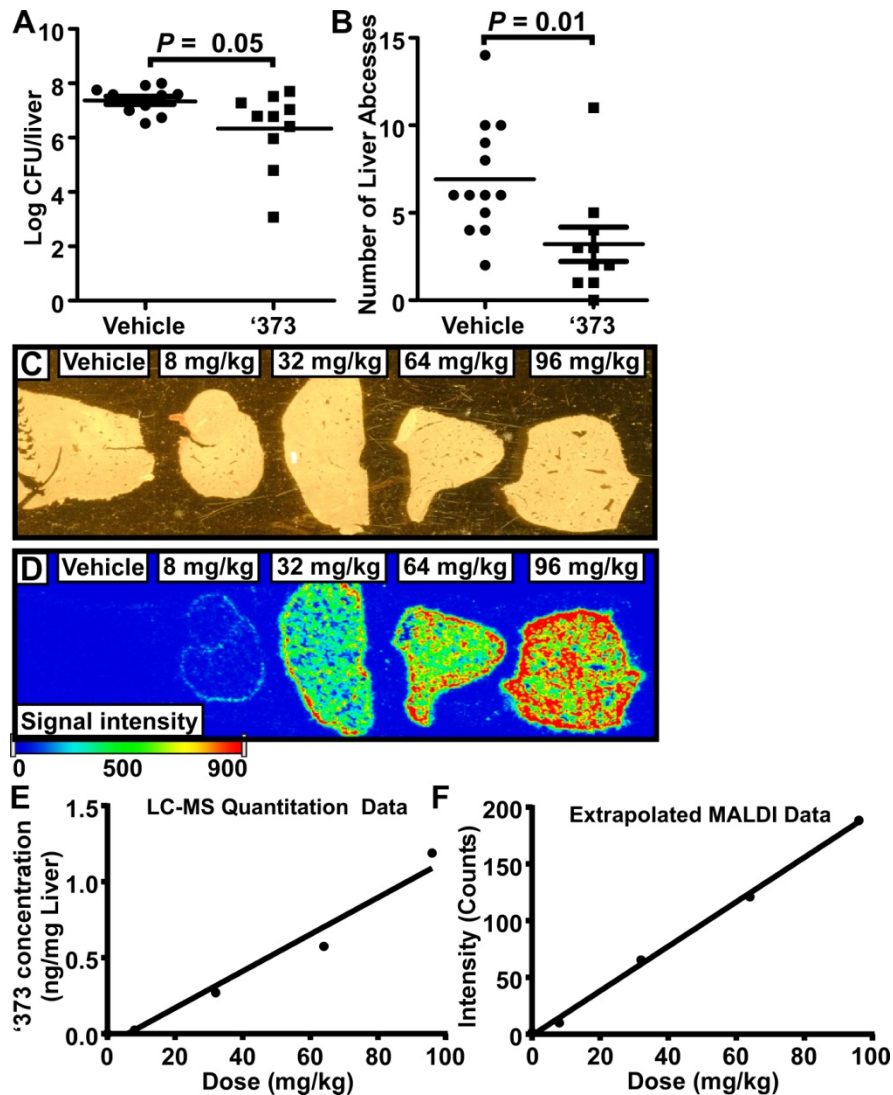 A
P = 0.05
Log CFU/liver
10
8
6
4
2
0
Vehicle
‘373
B
P = 0.01
Number of Liver Abcesses
15
10
5
0
Vehicle
‘373
C Vehicle 8 mg/kg 32 mg/kg 64 mg/kg 96 mg/kg
D Vehicle 8 mg/kg 32 mg/kg 64 mg/kg 96 mg/kg
Signal intensity
0 500 900
E
LC-MS Quantitation Data
‘373 concentration
(ng/mg Liver)
1.5
1.0
0.5
0.0
0 20 40 60 80 100
Dose (mg/kg)
F
Extrapolated MALDI Data
Intensity (Counts)
200
150
100
50
0
0 20 40 60 80 100
Dose (mg/kg)